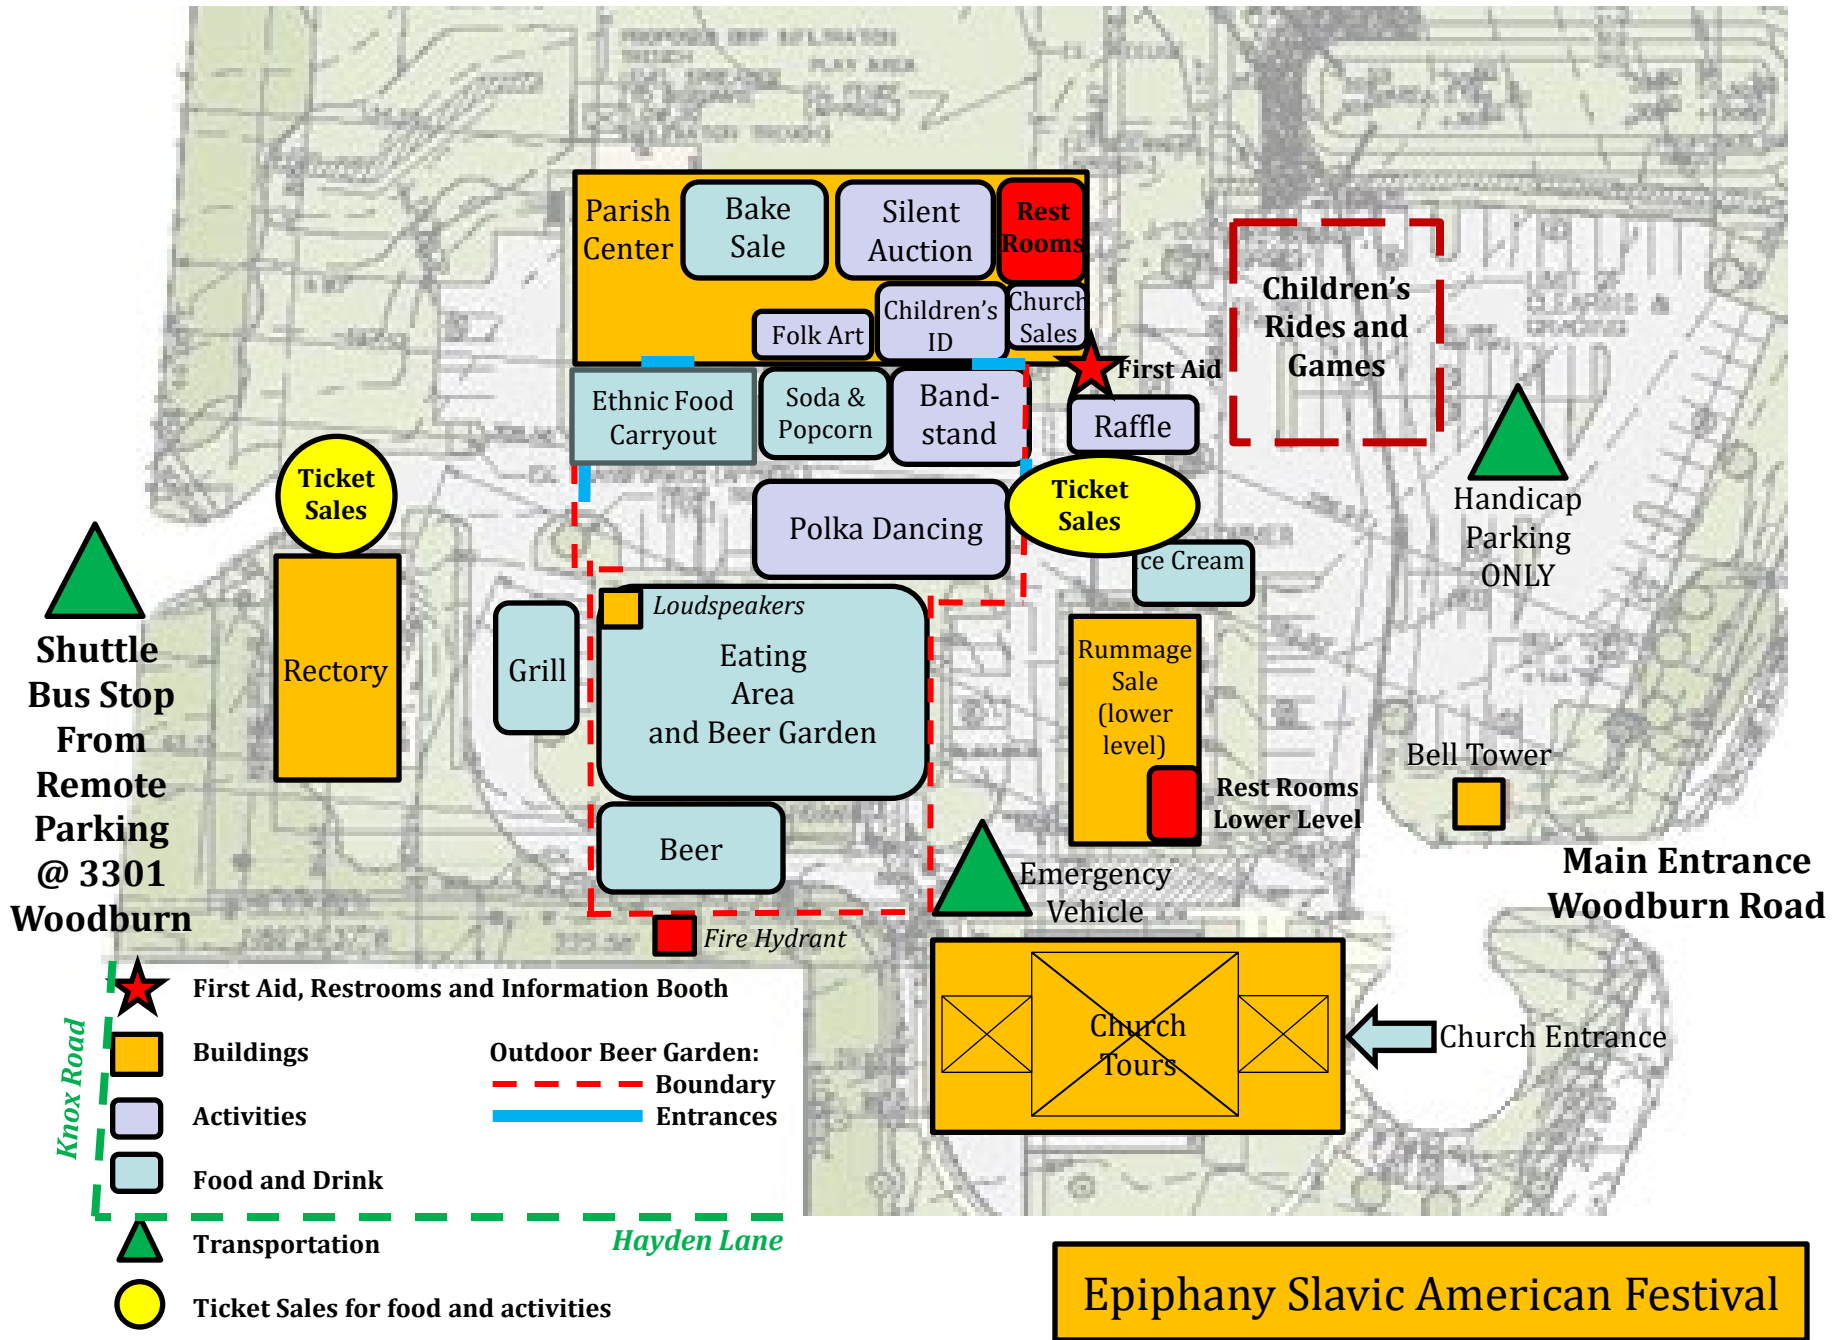 PLAY AREA
Parish
Center
Bake
Sale
Silent
Auction
Rest
Rooms
Folk Art
Children's
ID
Church
Sales
Children's
Rides and
Games
First Aid
Ethnic Food
Carryout
Soda &
Popcorn
Band-
stand
Raffle
Ticket
Sales
Ticket
Sales
Polka Dancing
Handicap
Parking
ONLY
ce Cream
Loudspeakers
Shuttle
Bus Stop
From
Remote
Parking
@ 3301
Woodburn
Rectory
Grill
Eating
Area
and Beer Garden
Rummage
Sale
(lower
level)
Rest Rooms
Lower Level
Bell Tower
Beer
Main Entrance
Woodburn Road
Emergency
Vehicle
Fire Hydrant
Church
Tours
Church Entrance
First Aid, Restrooms and Information Booth
Buildings
Outdoor Beer Garden:
Boundary
Activities
Entrances
Food and Drink
Knox Road
Hayden Lane
Transportation
Ticket Sales for food and activities
Epiphany Slavic American Festival